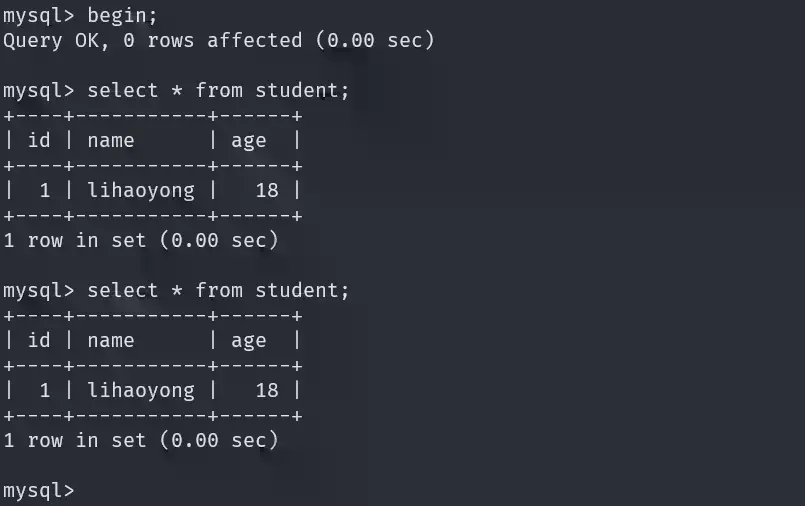 mysql> begin;
Query OK, 0 rows affected (0.00 sec)

mysql> select * from student;
+----+-----------+------+
| id | name      | age  |
+----+-----------+------+
|  1 | lihaoyong |   18 |
+----+-----------+------+
1 row in set (0.00 sec)

mysql> select * from student;
+----+-----------+------+
| id | name      | age  |
+----+-----------+------+
|  1 | lihaoyong |   18 |
+----+-----------+------+
1 row in set (0.00 sec)

mysql>